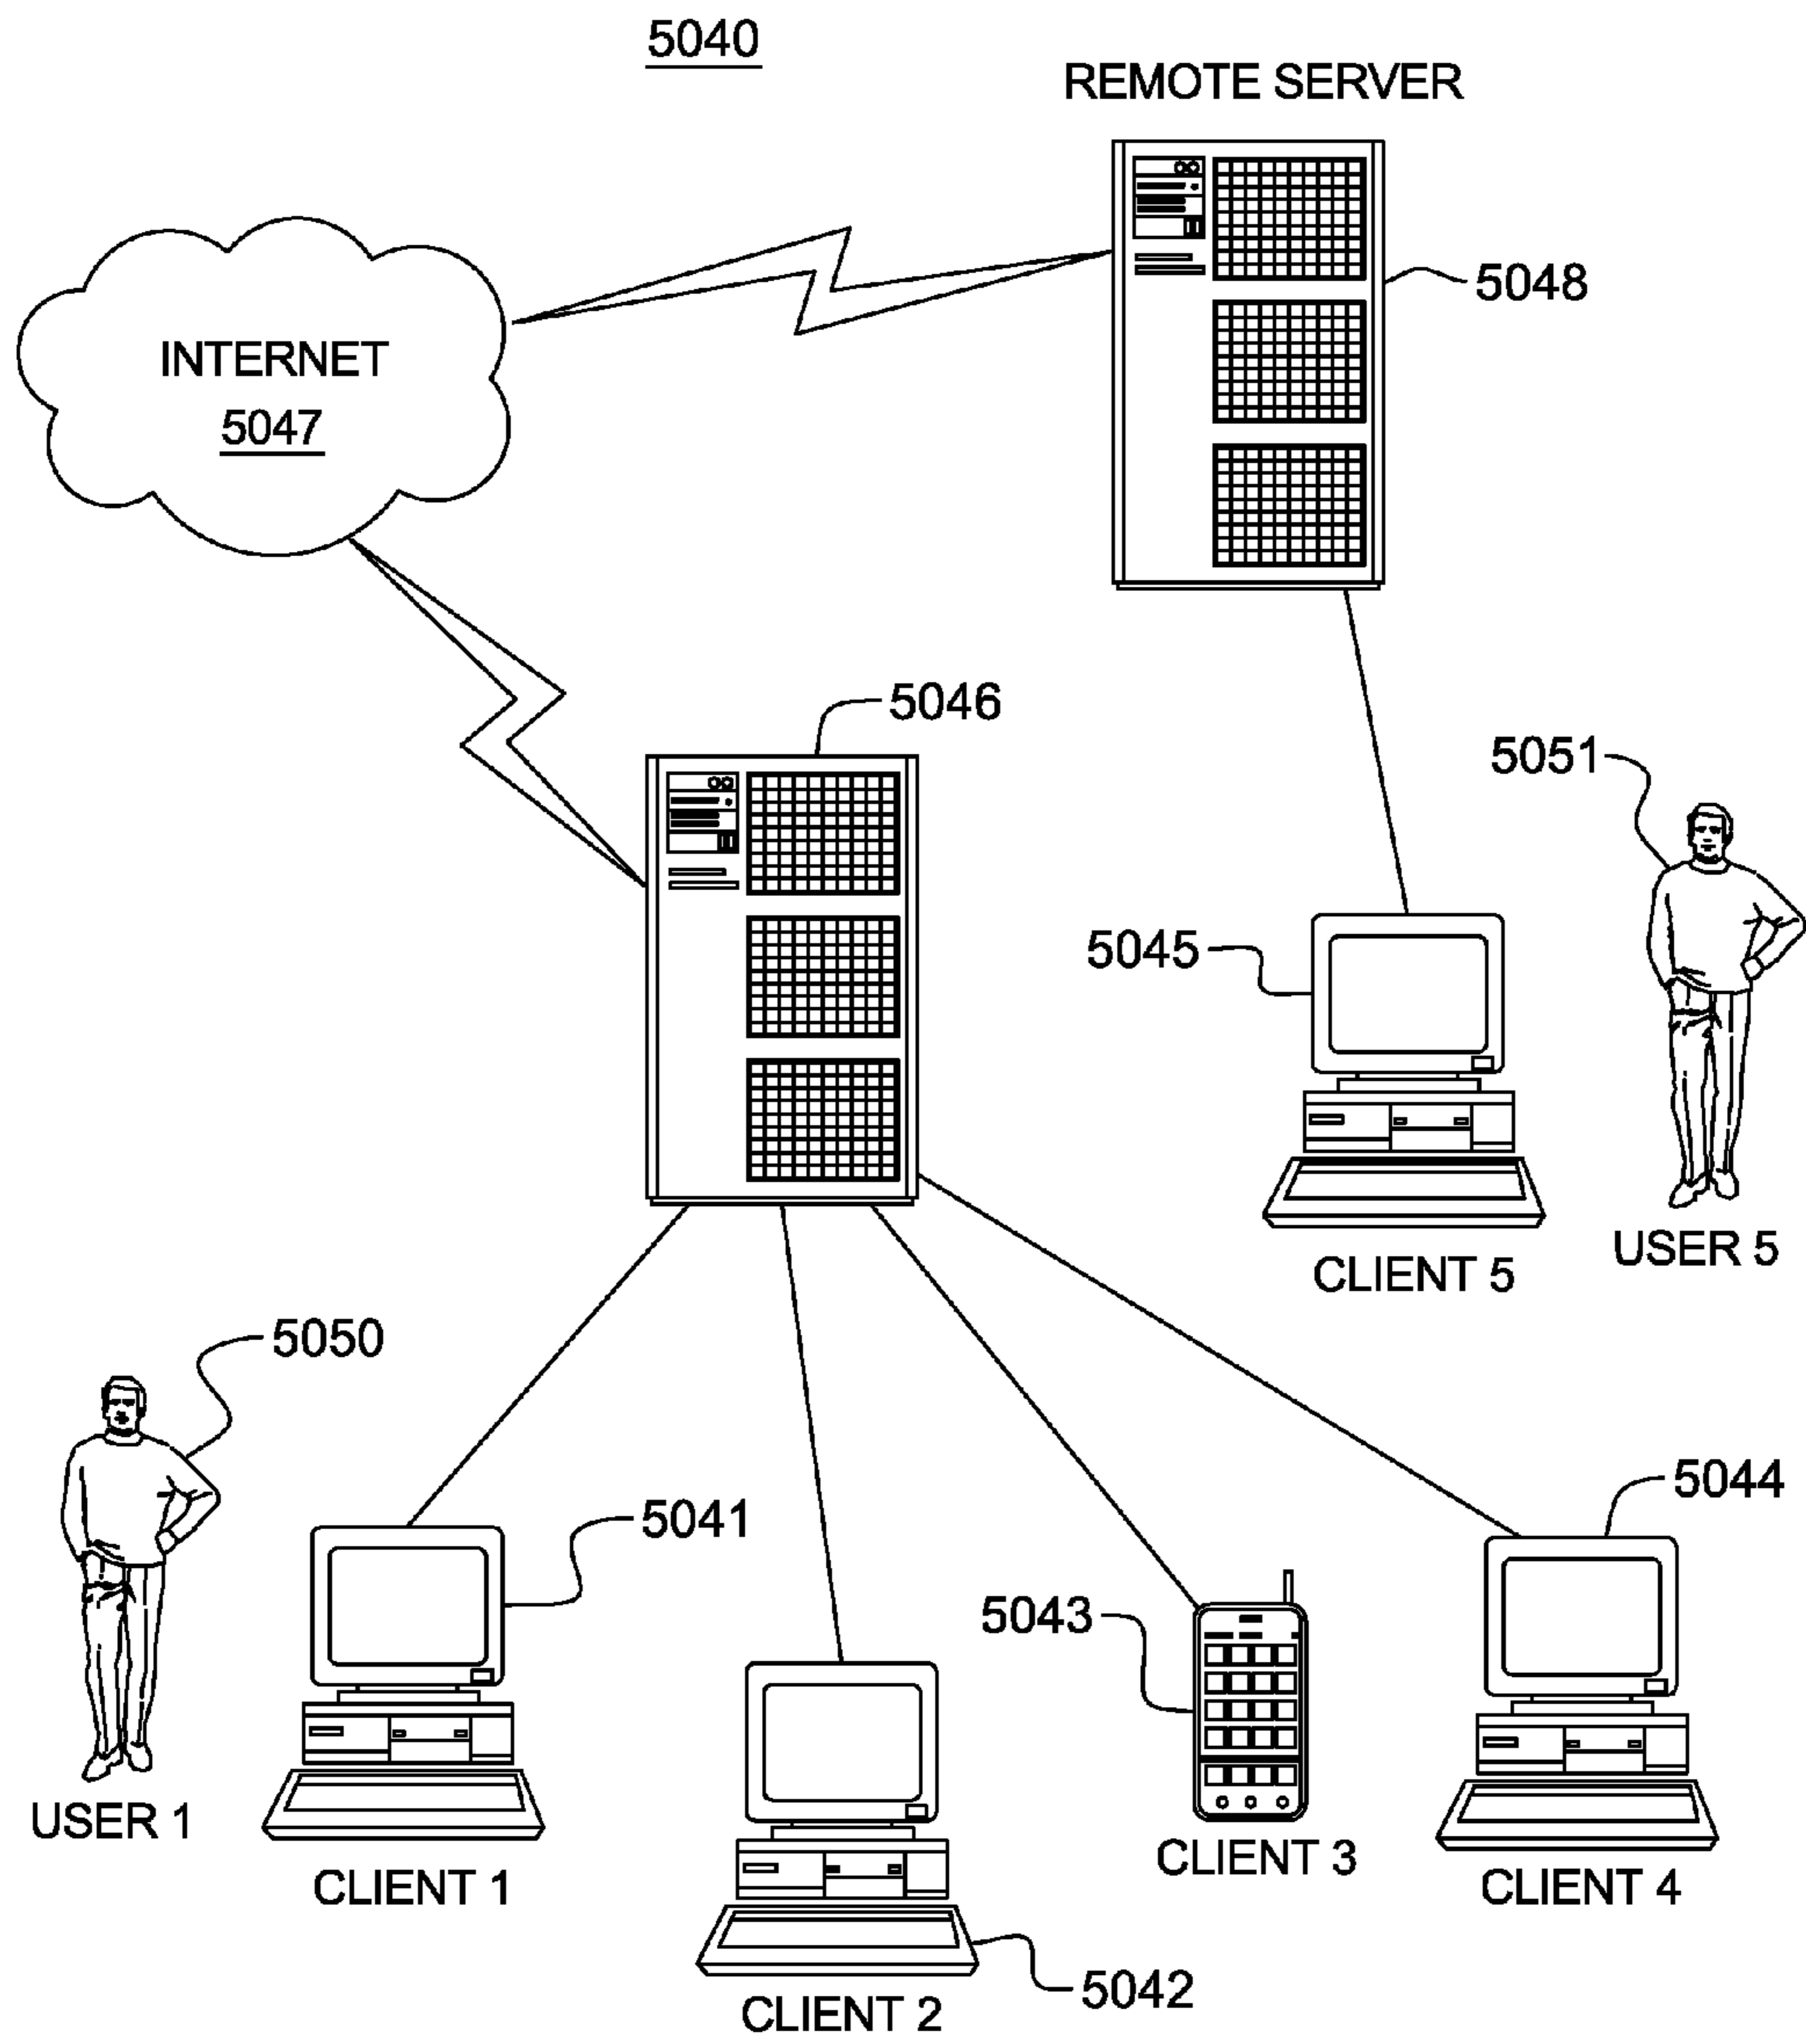 5040
REMOTE SERVER
5048
INTERNET
5047
5046
5051
5045
USER 5
CLIENT 5
5050
5044
5041
5043
USER 1
CLIENT 1
CLIENT 3
CLIENT 4
5042
CLIENT 2